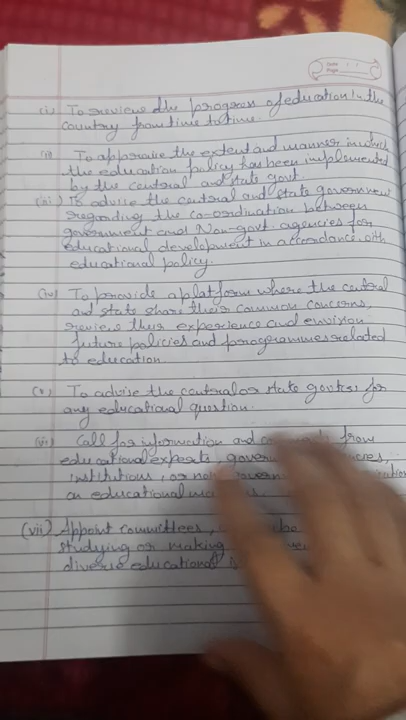 Date
Page
(i) To review the progress of education in the
country from time to time.
(ii) To appraise the extent and manner in which
the education policy has been implemented
by the central and state govt.
(iii) To advise the central and state government
regarding the co-ordination between
government and Non-govt. agencies for
educational development in accordance with
educational policy.
(iv) To provide a platform where the central
and state share their common concerns,
review their experience and envision
future policies and programmes related
to education.
(v) To advise the central or state govts; for
any educational question.
(vi) Call for information and from
educational experts,
institutions, or
on educational
(vii) Appoint committees,
studying or making
diverse educational